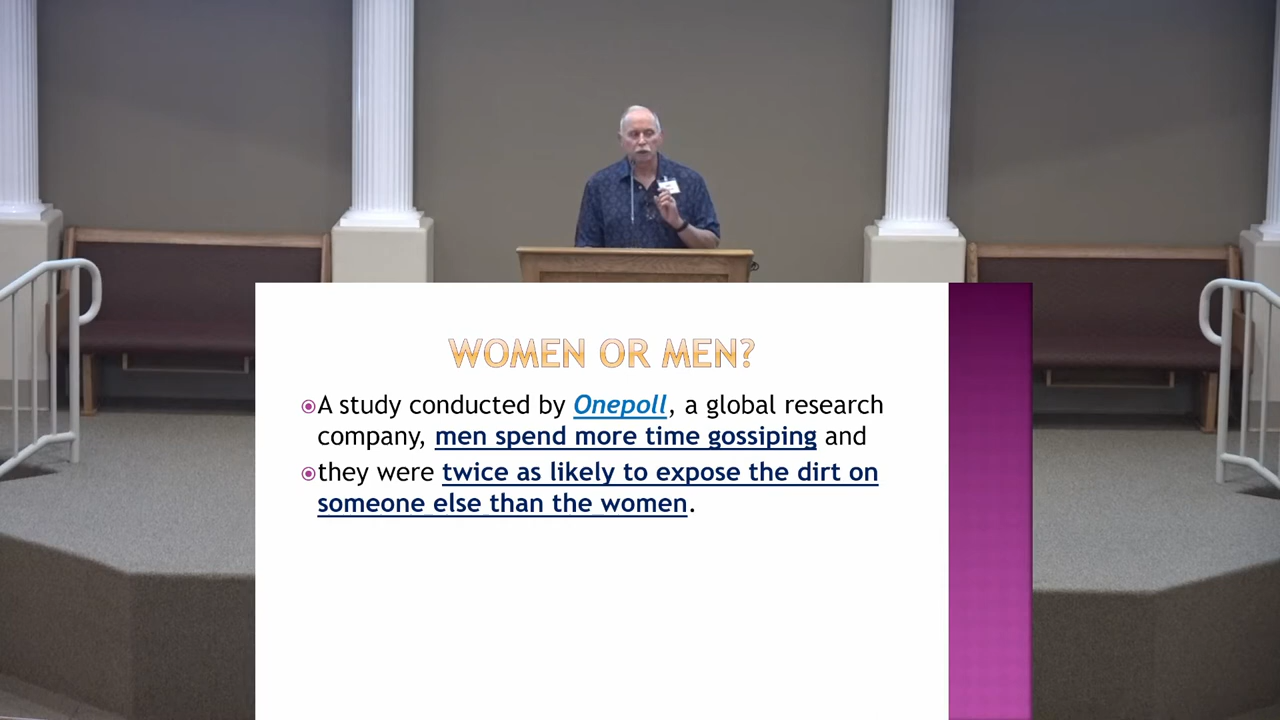 WOMEN OR MEN?
A study conducted by Onepoll, a global research
company, men spend more time gossiping and
they were twice as likely to expose the dirt on
someone else than the women.